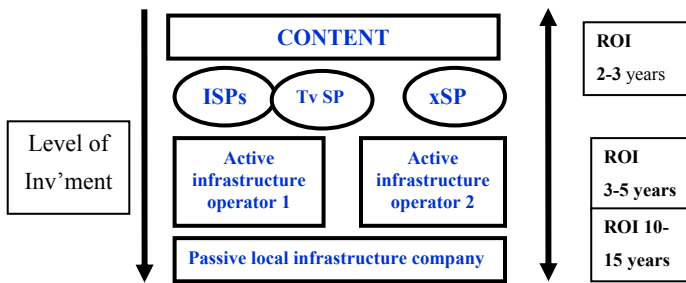 CONTENT
ROI
2-3 years
ISPs
Tv SP
xSP
Level of
Inv'ment
Active
infrastructure
operator 1
Active
infrastructure
operator 2
ROI
3-5 years
ROI 10-
15 years
Passive local infrastructure company